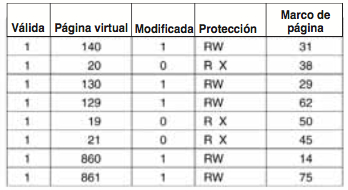 Válida Página virtual Modificada Protección Marco de página
1 140 1 RW 31
1 20 0 R X 38
1 130 1 RW 29
1 129 1 RW 62
1 19 0 R X 50
1 21 0 R X 45
1 860 1 RW 14
1 861 1 RW 75